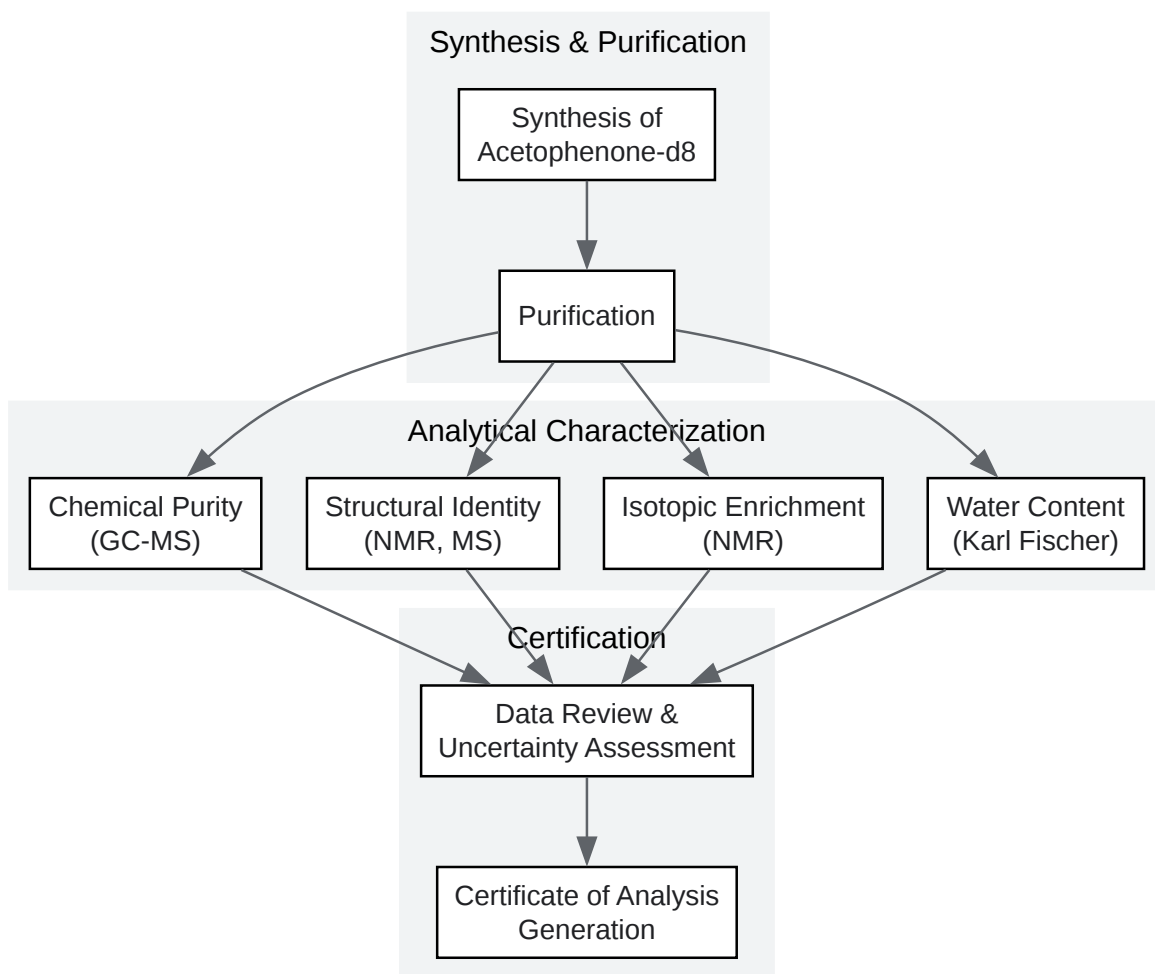 Synthesis & Purification
Synthesis of
Acetophenone-d8
Purification
Analytical Characterization
Chemical Purity
(GC-MS)
Structural Identity
(NMR, MS)
Isotopic Enrichment
(NMR)
Water Content
(Karl Fischer)
Certification
Data Review &
Uncertainty Assessment
Certificate of Analysis
Generation